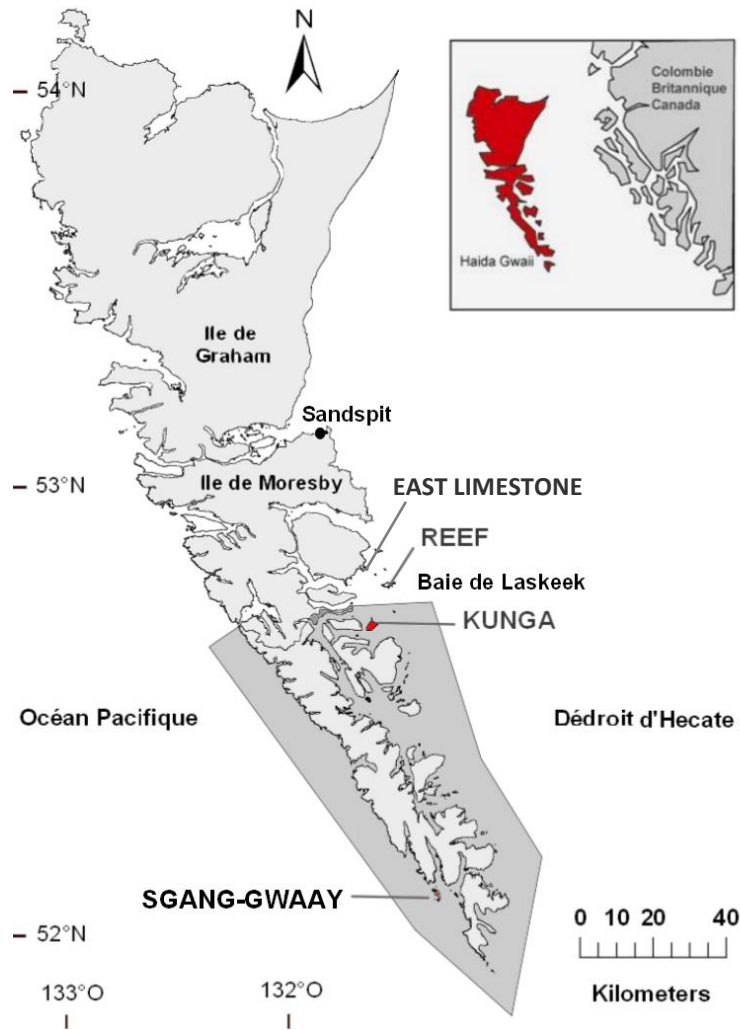 N
54°N
Colombie
Britannique
Canada
Haida Gwaii
Ile de
Graham
Sandspit
53°N
Ile de Moresby
EAST LIMESTONE
REEF
Baie de Laskeek
KUNGA
Océan Pacifique
Dédroit d'Hecate
SGANG-GWAAY
0 10 20 40
52°N
Kilometers
133°O
132°O